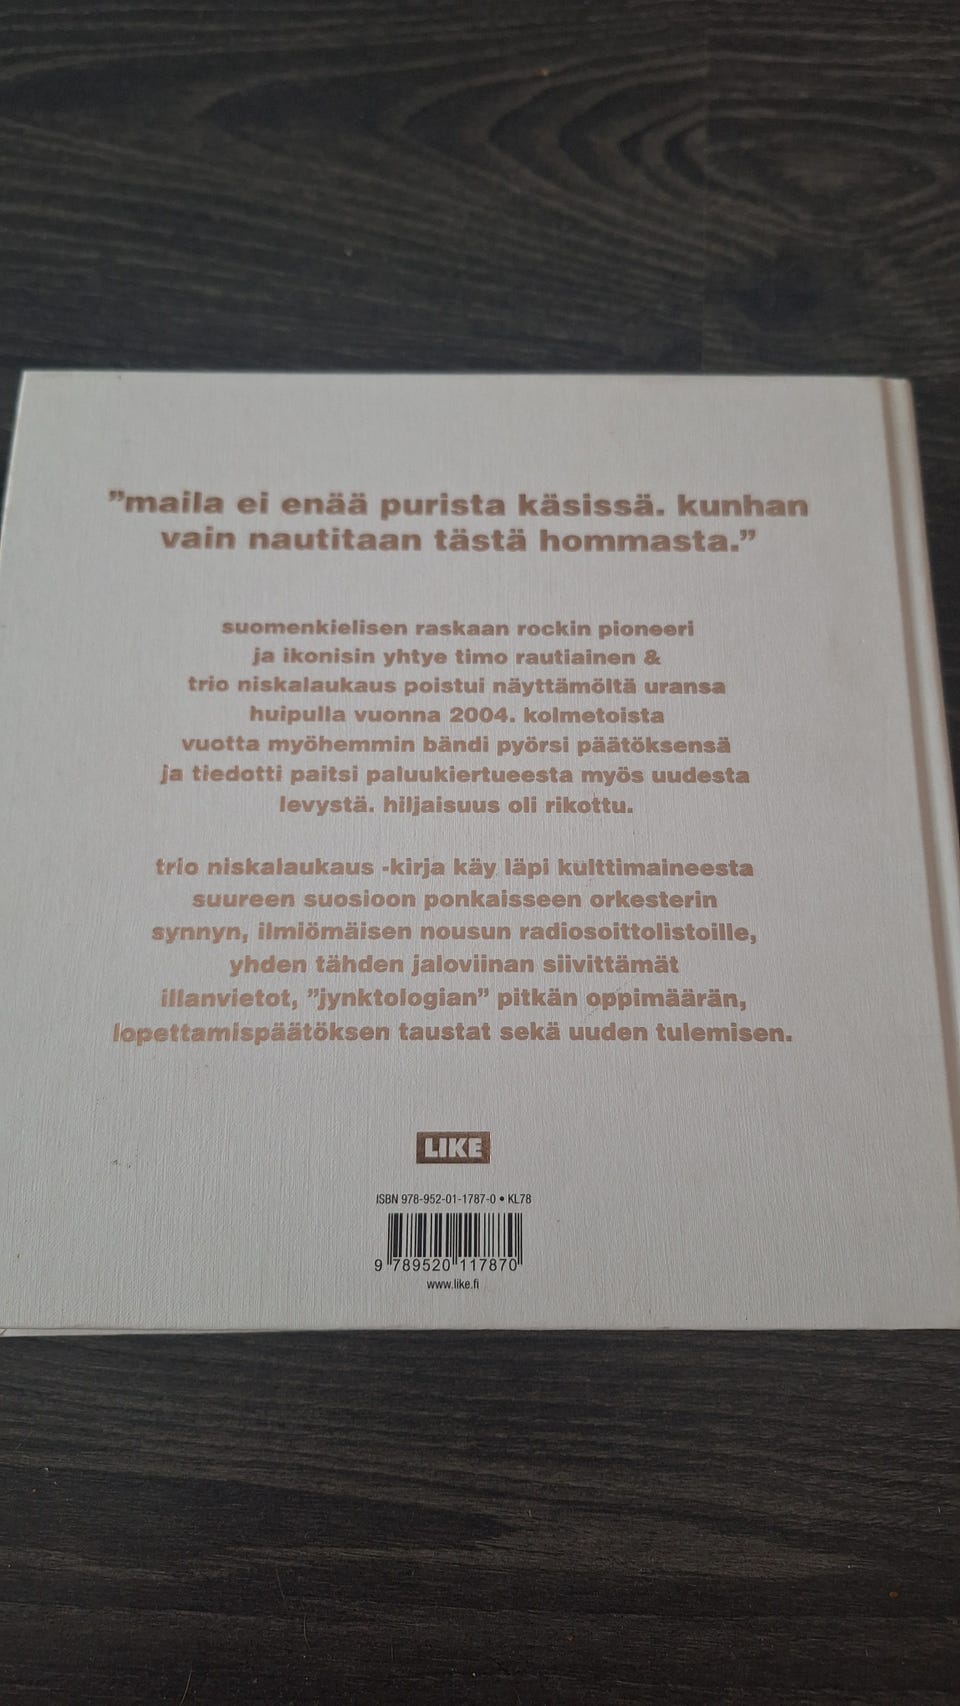 ”maila ei enää purista käsissä. kunhan
vain nautitaan tästä hommasta.”
suomenkielisen raskaan rockin pioneeri
ja ikonisin yhtye timo rautiainen &
trio niskalaukaus poistui näyttämöltä uransa
huipulla vuonna 2004. kolmetoista
vuotta myöhemmin bändi pyörsi päätöksensä
ja tiedotti paitsi paluukiertueesta myös uudesta
levystä. hiljaisuus oli rikottu.
trio niskalaukaus -kirja käy läpi kulttimaineesta
suureen suosioon ponkaisseen orkesterin
synnyn, ilmiömäisen nousun radiosoittolistoille,
yhden tähden jaloviinan siivittämät
illanvietot, ”jynktologian” pitkän oppimäärän,
lopettamispäätöksen taustat sekä uuden tulemisen.
LIKE
ISBN 978-952-01-1787-0 • KL78
9 789520 117870
www.like.fi